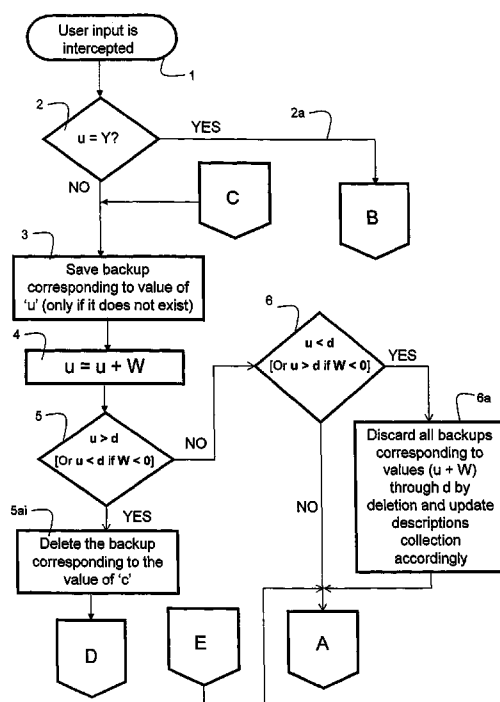 User input is
intercepted
1
2
u = Y?
YES
2a
NO
C
B
3
Save backup
corresponding to value of
'u' (only if it does not exist)
4
u = u + W
6
u < d
[Or u > d if W < 0]
YES
5
u > d
[Or u < d if W < 0]
NO
6a
Discard all backups
corresponding to
values (u + W)
through d by
deletion and update
descriptions
collection
accordingly
NO
YES
5ai
Delete the backup
corresponding to the
value of 'c'
D
E
A